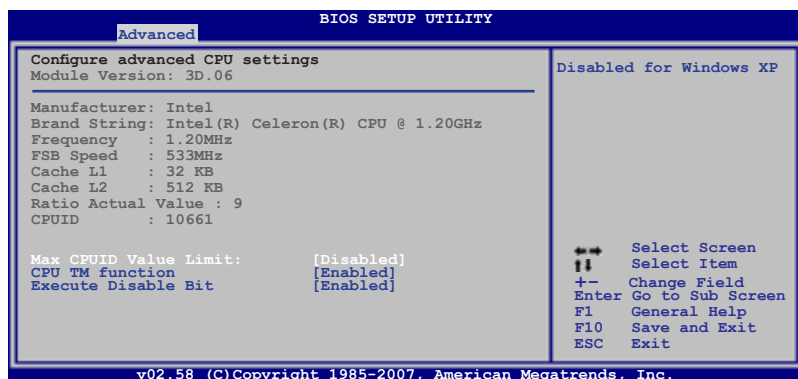 BIOS SETUP UTILITY
Advanced
Configure advanced CPU settings
Module Version: 3D.06
Manufacturer: Intel
Brand String: Intel(R) Celeron(R) CPU @ 1.20GHz
Frequency : 1.20MHz
FSB Speed : 533MHz
Cache L1 : 32 KB
Cache L2 : 512 KB
Ratio Actual Value : 9
CPUID : 10661
Max CPUID Value Limit: [Disabled]
CPU TM function [Enabled]
Execute Disable Bit [Enabled]
Disabled for Windows XP
←→ Select Screen
↑↓ Select Item
+- Change Field
Enter Go to Sub Screen
F1 General Help
F10 Save and Exit
ESC Exit
v02.58 (C)Copyright 1985-2007, American Megatrends, Inc.